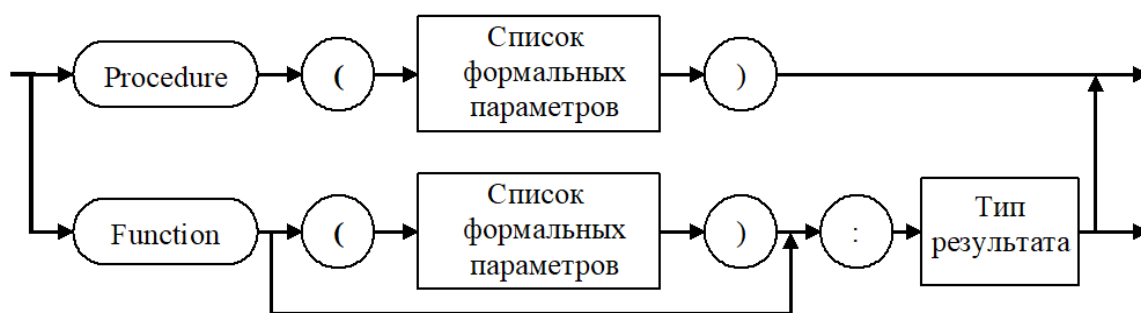 Procedure
(
Список
формальных
параметров
)
Function
(
Список
формальных
параметров
)
:
Тип
результата